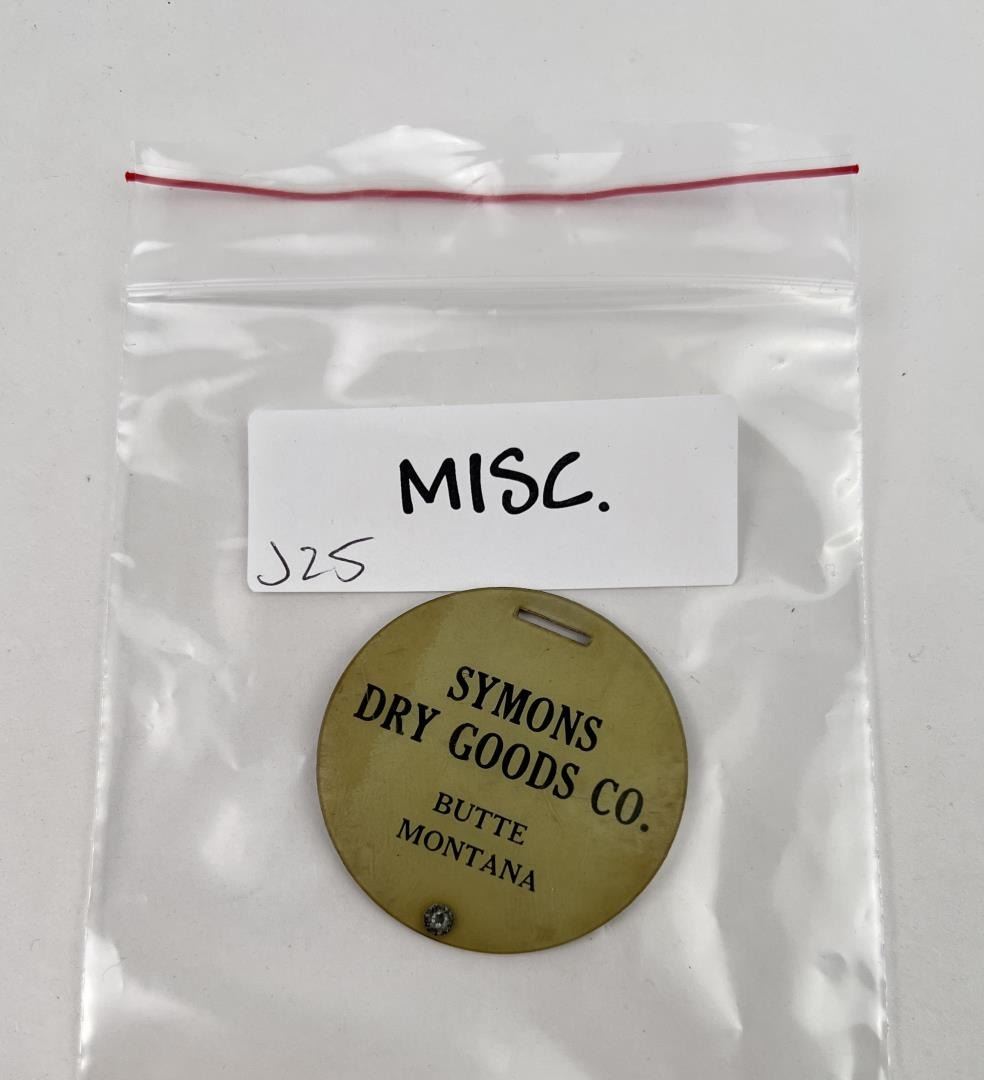 MISC.
J25
SYMONS
DRY GOODS CO.
BUTTE
MONTANA